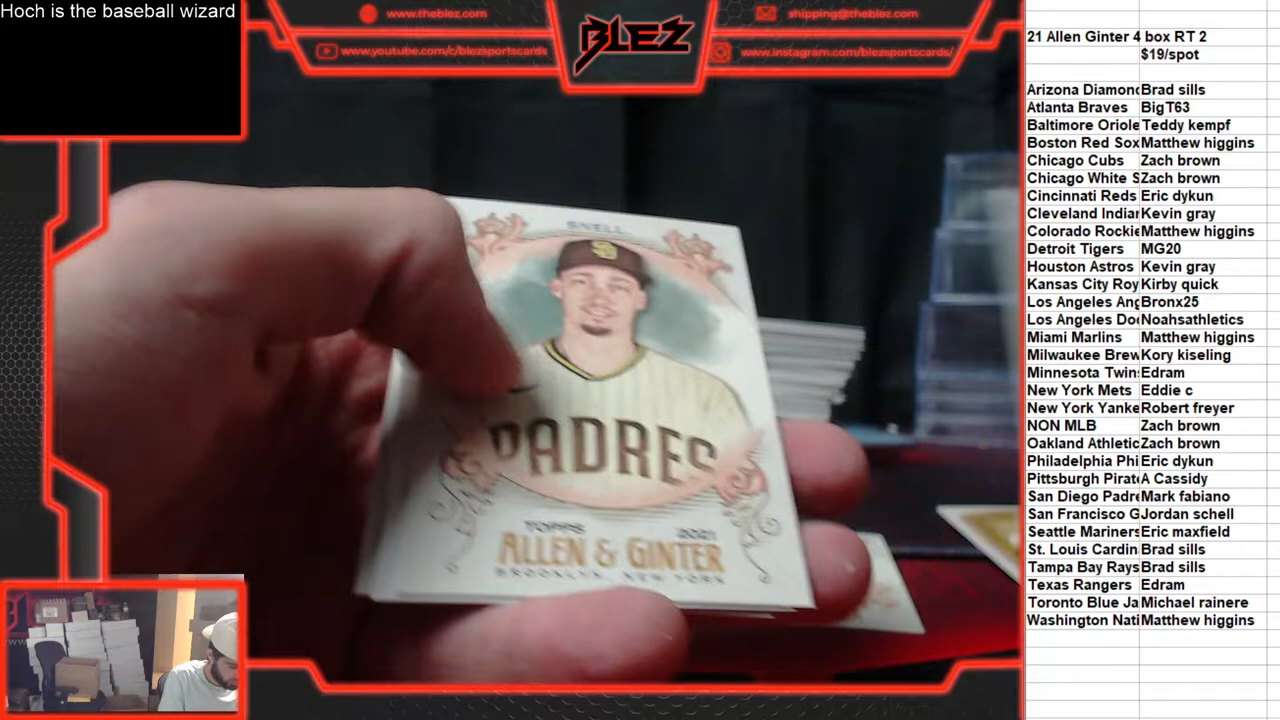 Hoch is the baseball wizard
www.theblez.com
shipping@theblez.com
www.youtube.com/c/blezsportscards
www.instagram.com/blezsportscards/
BLEZ
SNELL
PADRES
TOPPS 2021
ALLEN & GINTER
BROOKLYN, NEW YORK
21 Allen Ginter 4 box RT 2
$19/spot
Arizona Diamond Brad sills
Atlanta Braves BigT63
Baltimore Oriole Teddy kempf
Boston Red Sox Matthew higgins
Chicago Cubs Zach brown
Chicago White S Zach brown
Cincinnati Reds Eric dykun
Cleveland Indian Kevin gray
Colorado Rockie Matthew higgins
Detroit Tigers MG20
Houston Astros Kevin gray
Kansas City Roy Kirby quick
Los Angeles Ang Bronx25
Los Angeles Do Noahsathletics
Miami Marlins Matthew higgins
Milwaukee Brew Kory kiseling
Minnesota Twins Edram
New York Mets Eddie c
New York Yanke Robert freyer
NON MLB Zach brown
Oakland Athletic Zach brown
Philadelphia Phi Eric dykun
Pittsburgh Pirat A Cassidy
San Diego Padre Mark fabiano
San Francisco G Jordan schell
Seattle Mariners Eric maxfield
St. Louis Cardin Brad sills
Tampa Bay Rays Brad sills
Texas Rangers Edram
Toronto Blue Ja Michael rainere
Washington Nati Matthew higgins